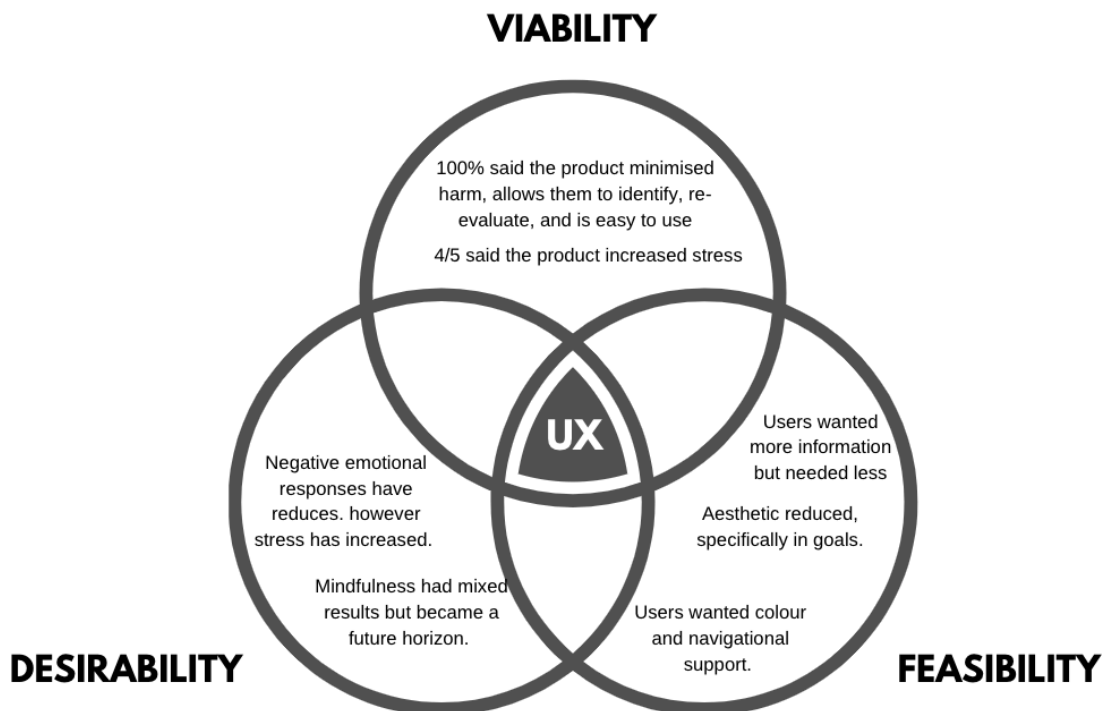 VIABILITY
100% said the product minimised
harm, allows them to identify, re-
evaluate, and is easy to use
4/5 said the product increased stress
UX
Negative emotional
responses have
reduces. however
stress has increased.
Mindfulness had mixed
results but became a
future horizon.
Users wanted
more information
but needed less
Aesthetic reduced,
specifically in goals.
Users wanted colour
and navigational
support.
DESIRABILITY
FEASIBILITY